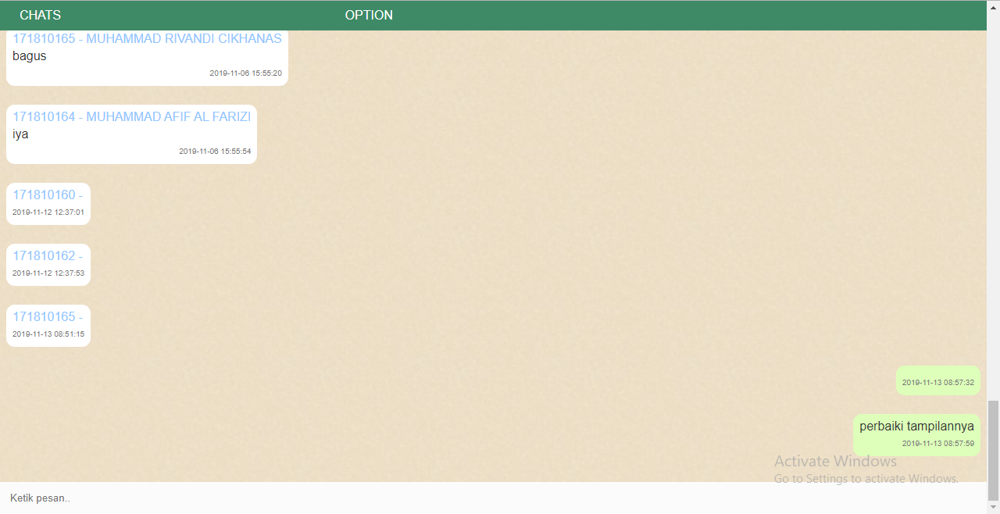 CHATS OPTION
171810165 - MUHAMMAD RIVANDI CIKHANAS
bagus
2019-11-06 15:55:20
171810164 - MUHAMMAD AFIF AL FARIZI
iya
2019-11-06 15:55:54
171810160 -
2019-11-12 12:37:01
171810162 -
2019-11-12 12:37:53
171810165 -
2019-11-13 08:51:15
2019-11-13 08:57:32
perbaiki tampilannya
2019-11-13 08:57:59
Activate Windows
Go to Settings to activate Windows.
Ketik pesan..